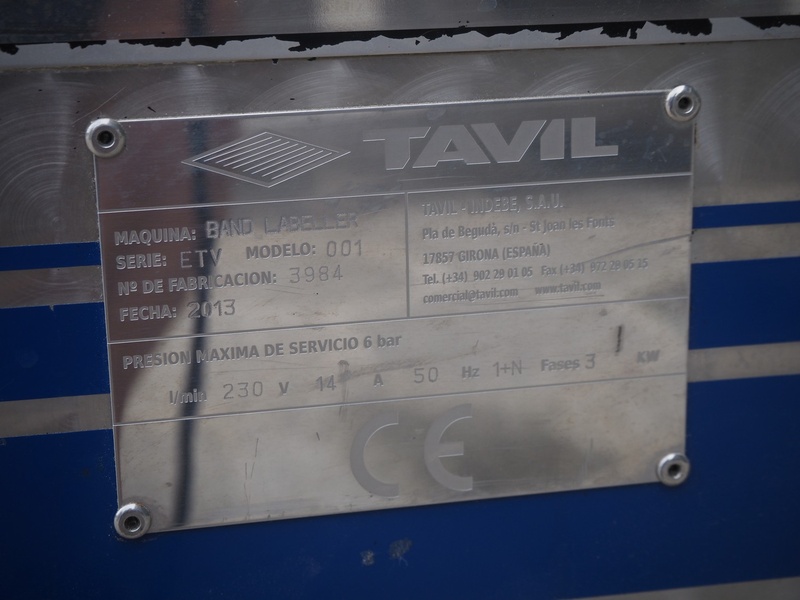 TAVIL
MAQUINA: BAND LABELLER
SERIE: ETV MODELO: 001
Nº DE FABRICACION: 3984
FECHA: 2013
TAVIL - INDEBE, S.A.U.
Pla de Begudà, s/n - St Joan les Fonts
17857 GIRONA (ESPAÑA)
Tel. (+34) 902 29 01 05 Fax (+34) 972 29 05 15
comercial@tavil.com www.tavil.com
PRESION MAXIMA DE SERVICIO 6 bar
l/min 230 V 14 A 50 Hz 1+N Fases 3 KW
CE